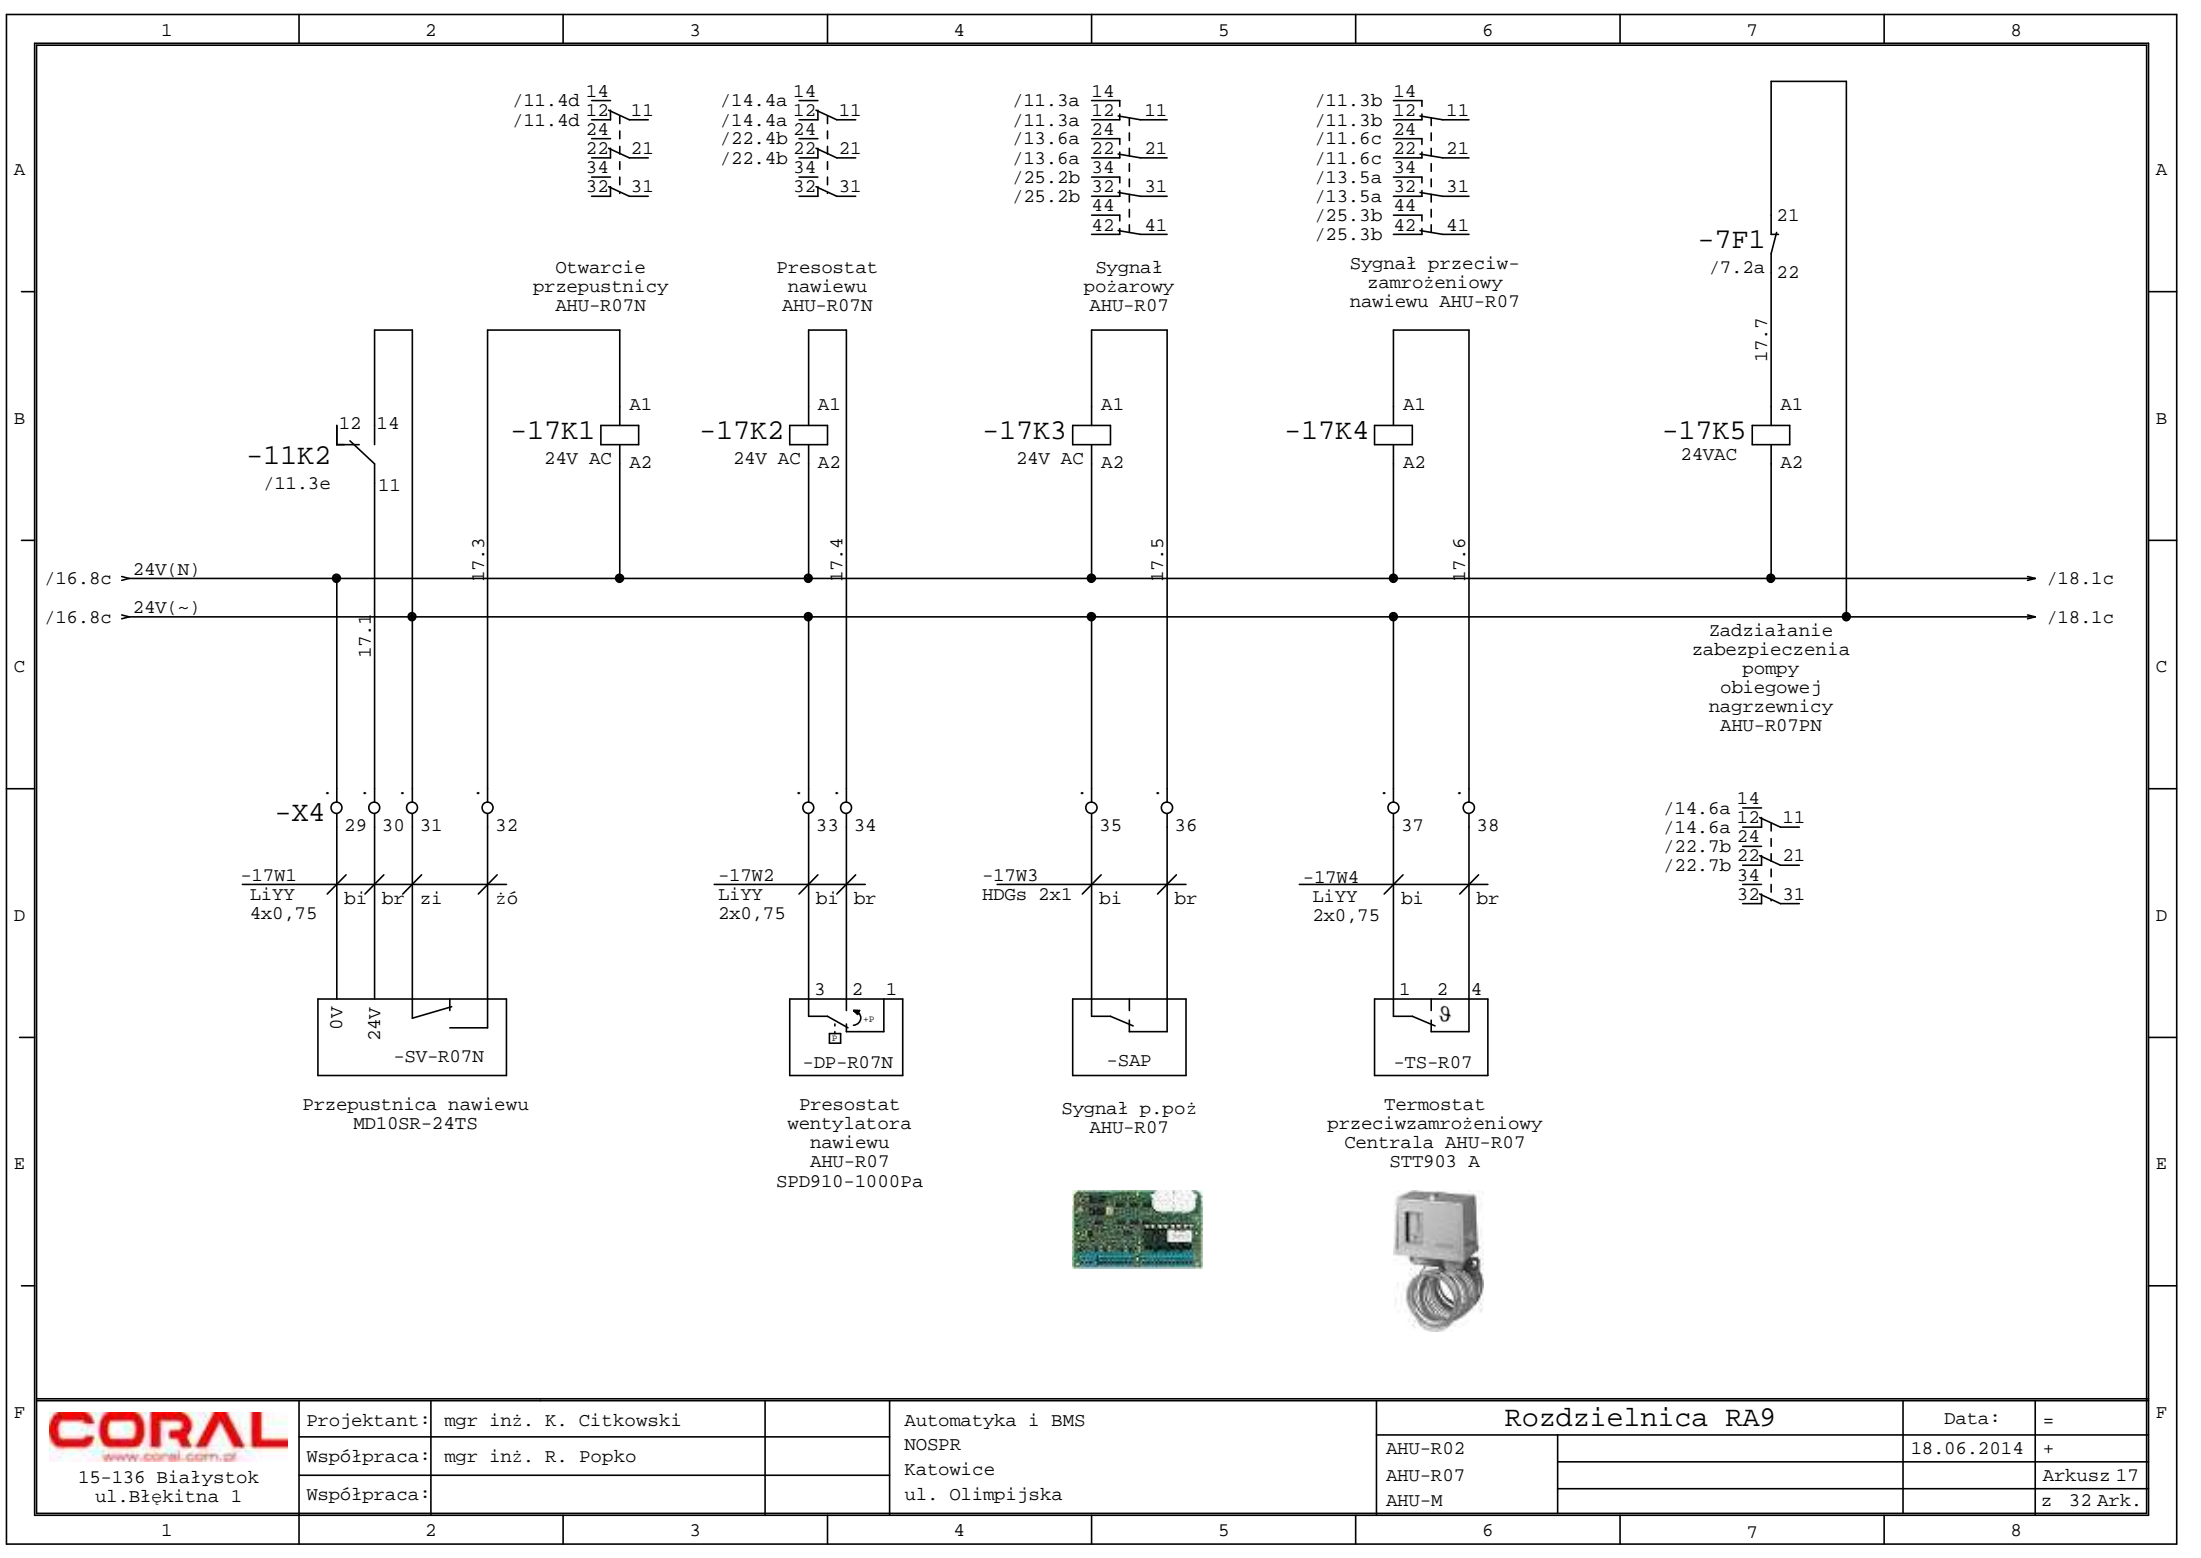 1 2 3 4 5 6 7 8
A
B
C
D
E
F
/11.4d 14
/11.4d 12 11
24
22 21
34
32 31
Otwarcie
przepustnicy
AHU-R07N
/14.4a 14
/14.4a 12 11
/22.4b 24
/22.4b 22 21
34
32 31
Presostat
nawiewu
AHU-R07N
/11.3a 14
/11.3a 12 11
/13.6a 24
/13.6a 22 21
/25.2b 34
/25.2b 32 31
44
42 41
Sygnał
pożarowy
AHU-R07
/11.3b 14
/11.3b 12 11
/11.6c 24
/11.6c 22 21
/13.5a 34
/13.5a 32 31
/25.3b 44
/25.3b 42 41
Sygnał przeciw-
zamrożeniowy
nawiewu AHU-R07
21
-7F1
/7.2a 22
17.7
12 14
-11K2
/11.3e 11
A1
-17K1
24V AC A2
A1
-17K2
24V AC A2
A1
-17K3
24V AC A2
A1
-17K4
A2
A1
-17K5
24VAC A2
17.3
17.4
17.5
17.6
/16.8c 24V(N) /18.1c
/16.8c 24V(~) /18.1c
17.1
Zadziałanie
zabezpieczenia
pompy
obiegowej
nagrzewnicy
AHU-R07PN
-X4 29 30 31 32 33 34 35 36 37 38
/14.6a 14
/14.6a 12 11
/22.7b 24
/22.7b 22 21
34
32 31
-17W1
LiYY
4x0,75
bi br zi żó
-17W2
LiYY
2x0,75
bi br
-17W3
HDGs 2x1 bi br
-17W4
LiYY
2x0,75
bi br
0V
24V
-SV-R07N
Przepustnica nawiewu
MD10SR-24TS
3 2 1
+P
P
-DP-R07N
Presostat
wentylatora
nawiewu
AHU-R07
SPD910-1000Pa
-SAP
Sygnał p.poż
AHU-R07
1 2 4
ϑ
-TS-R07
Termostat
przeciwzamrożeniowy
Centrala AHU-R07
STT903 A
CORAL
www.coral.com.pl
15-136 Białystok
ul.Błękitna 1
Projektant: mgr inż. K. Citkowski
Współpraca: mgr inż. R. Popko
Współpraca:
Automatyka i BMS
NOSPR
Katowice
ul. Olimpijska
Rozdzielnica RA9
AHU-R02
AHU-R07
AHU-M
Data:
18.06.2014
=
+
Arkusz 17
z 32 Ark.
1 2 3 4 5 6 7 8
A
B
C
D
E
F